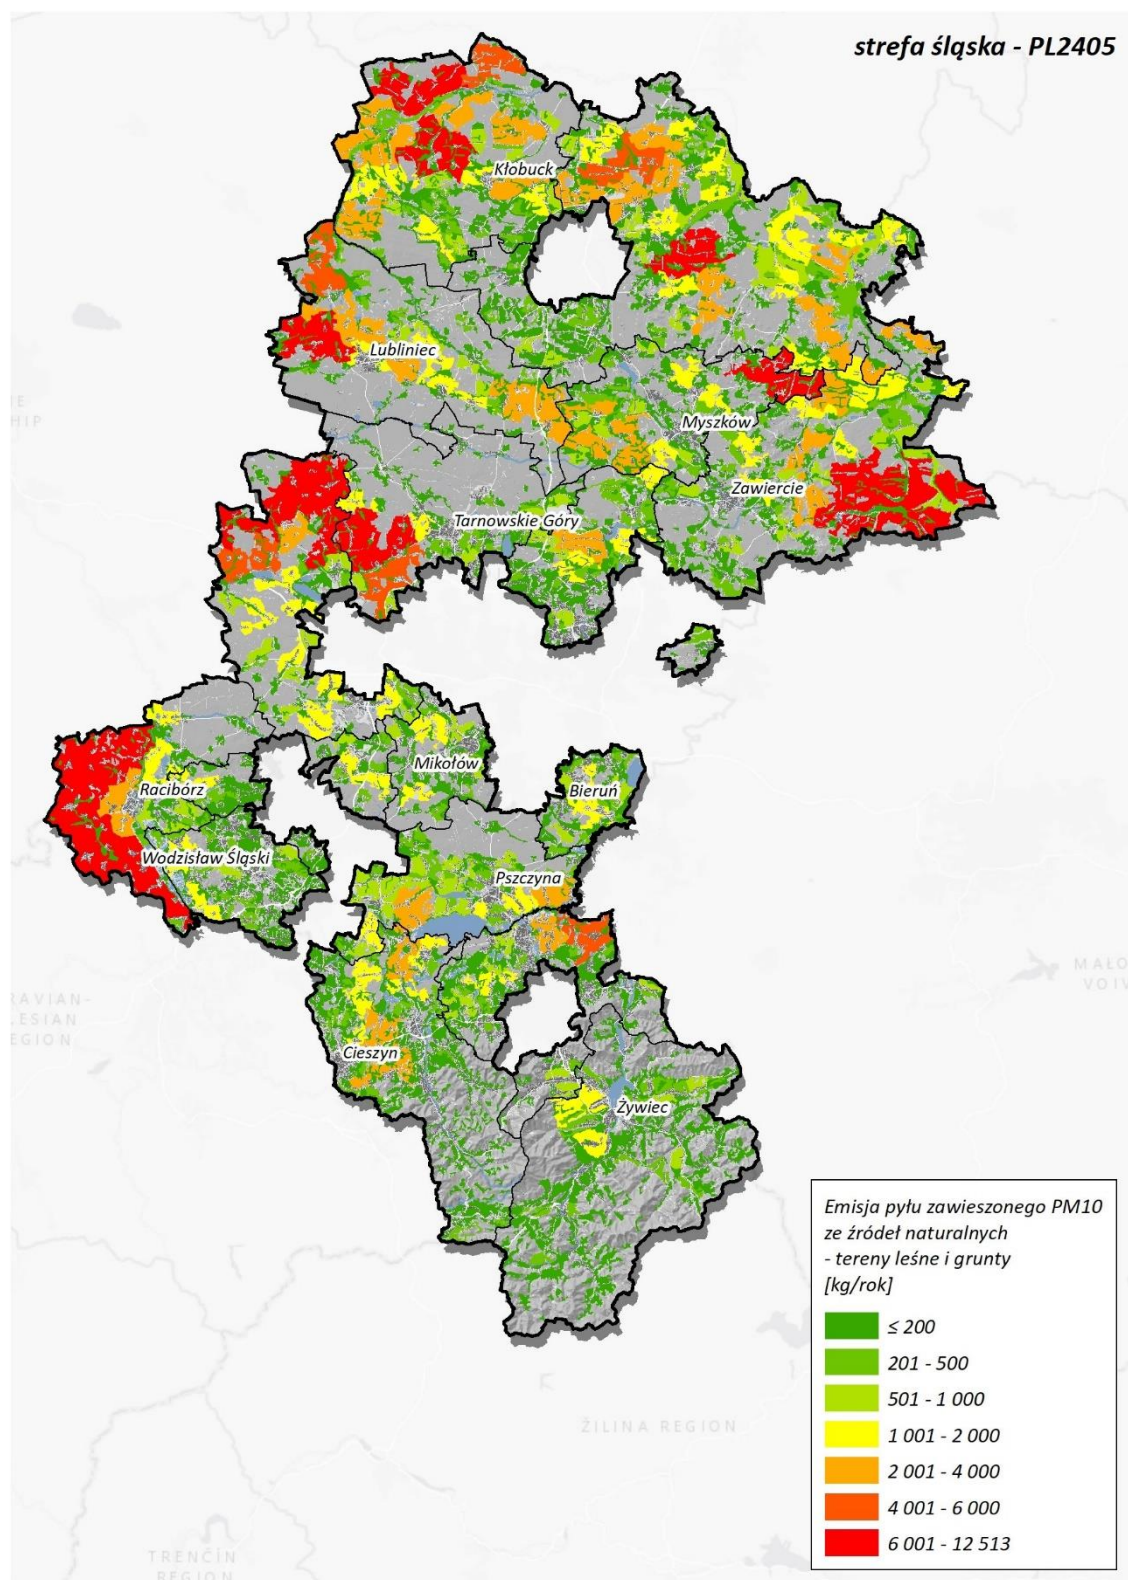 strefa śląska - PL2405
Kłobuck
Lubliniec
Myszków
Zawiercie
Tarnowskie Góry
Mikołów
Bieruń
Racibórz
Wodzisław Śląski
Pszczyna
Cieszyn
Żywiec
HIP
MAŁO
VOIV
RAVIAN-
LESIAN
EGION
ŽILINA REGION
TRENČÍN
REGION
Emisja pyłu zawieszonego PM10
ze źródeł naturalnych
- tereny leśne i grunty
[kg/rok]
≤ 200
201 - 500
501 - 1 000
1 001 - 2 000
2 001 - 4 000
4 001 - 6 000
6 001 - 12 513